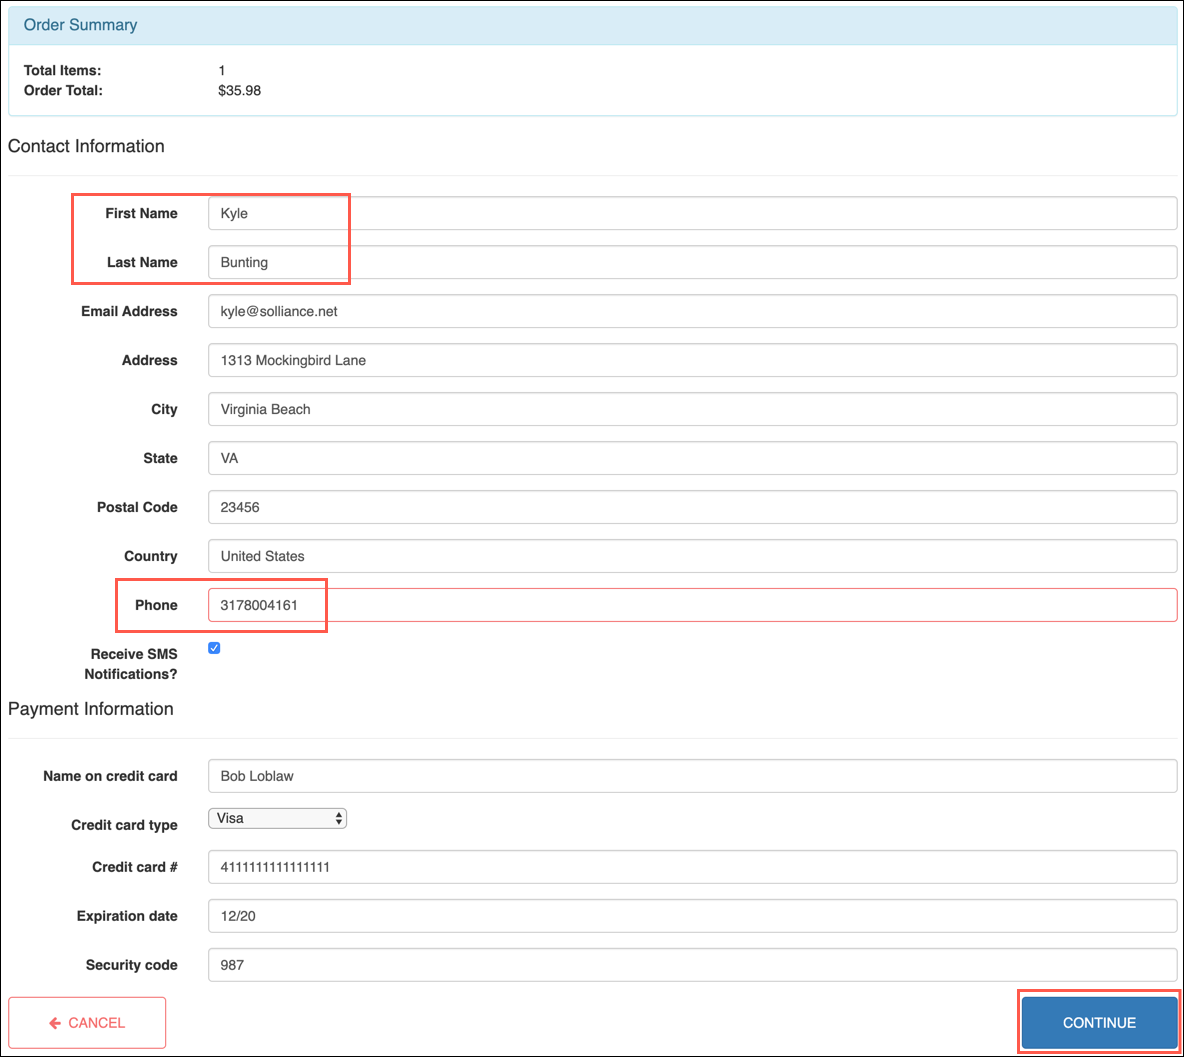 Order Summary
Total Items: 1
Order Total: $35.98
Contact Information
First Name Kyle
Last Name Bunting
Email Address kyle@solliance.net
Address 1313 Mockingbird Lane
City Virginia Beach
State VA
Postal Code 23456
Country United States
Phone 3178004161
Receive SMS
Notifications?
Payment Information
Name on credit card Bob Loblaw
Credit card type Visa
Credit card # 4111111111111111
Expiration date 12/20
Security code 987
CANCEL CONTINUE